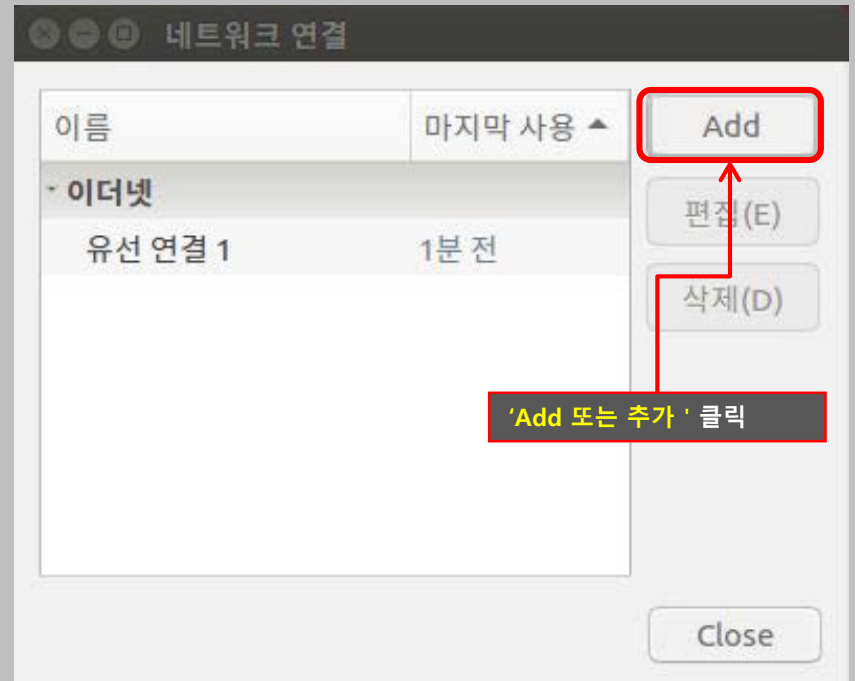 네트워크 연결
이름 마지막 사용
Add
이더넷
편집(E)
유선 연결 1 1분 전
삭제(D)
‘Add 또는 추가 ' 클릭
Close